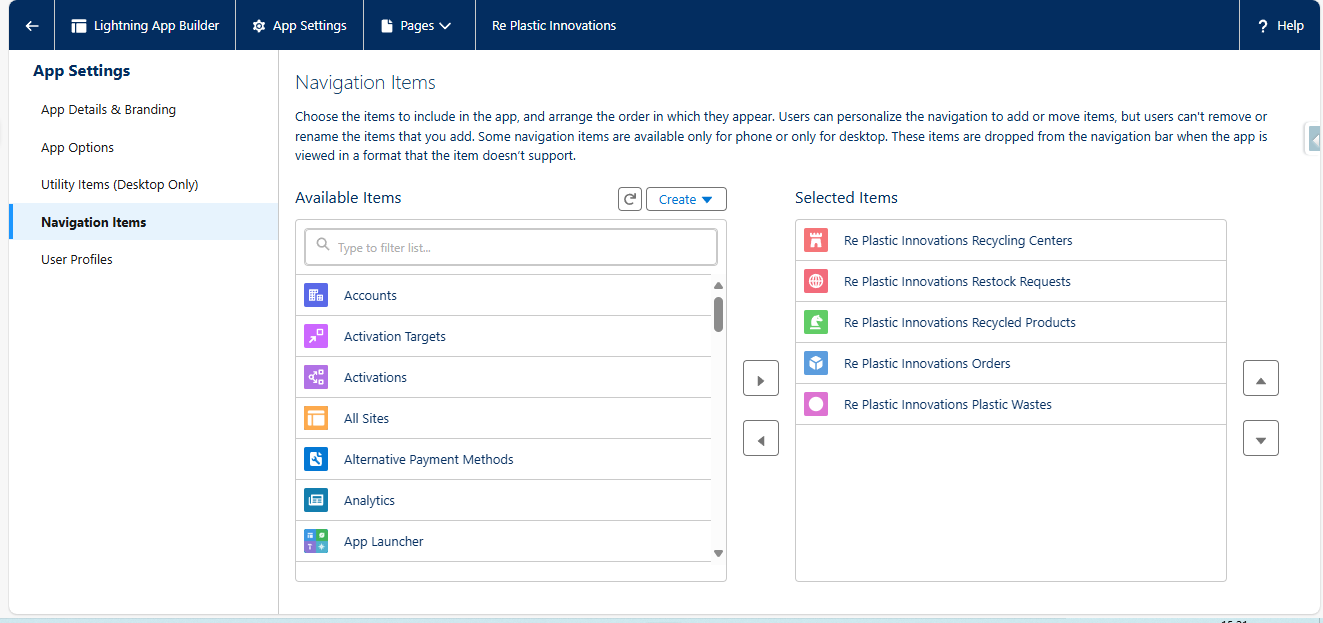 Lightning App Builder
App Settings
Pages
Re Plastic Innovations
? Help
App Settings
App Details & Branding
App Options
Utility Items (Desktop Only)
Navigation Items
User Profiles
Navigation Items
Choose the items to include in the app, and arrange the order in which they appear. Users can personalize the navigation to add or move items, but users can't remove or
rename the items that you add. Some navigation items are available only for phone or only for desktop. These items are dropped from the navigation bar when the app is
viewed in a format that the item doesn't support.
Available Items
Create
Type to filter list...
Accounts
Activation Targets
Activations
All Sites
Alternative Payment Methods
Analytics
App Launcher
Selected Items
Re Plastic Innovations Recycling Centers
Re Plastic Innovations Restock Requests
Re Plastic Innovations Recycled Products
Re Plastic Innovations Orders
Re Plastic Innovations Plastic Wastes